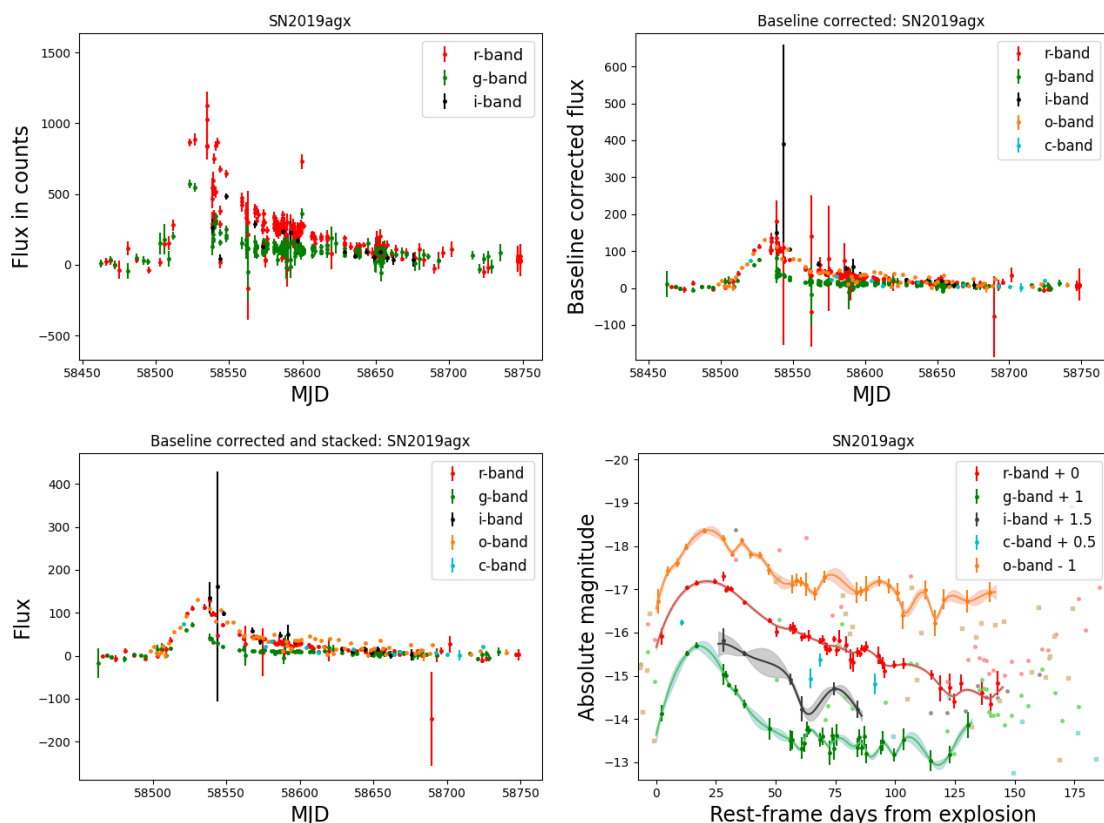 SN2019agx
Flux in counts
1500
1000
500
0
−500
r-band
g-band
i-band
58450 58500 58550 58600 58650 58700 58750
MJD
Baseline corrected: SN2019agx
Baseline corrected flux
600
500
400
300
200
100
0
−100
r-band
g-band
i-band
o-band
c-band
58450 58500 58550 58600 58650 58700 58750
MJD
Baseline corrected and stacked: SN2019agx
Flux
400
300
200
100
0
−100
−200
r-band
g-band
i-band
o-band
c-band
58500 58550 58600 58650 58700 58750
MJD
SN2019agx
Absolute magnitude
−20
−19
−18
−17
−16
−15
−14
−13
r-band + 0
g-band + 1
i-band + 1.5
c-band + 0.5
o-band - 1
0 25 50 75 100 125 150 175
Rest-frame days from explosion